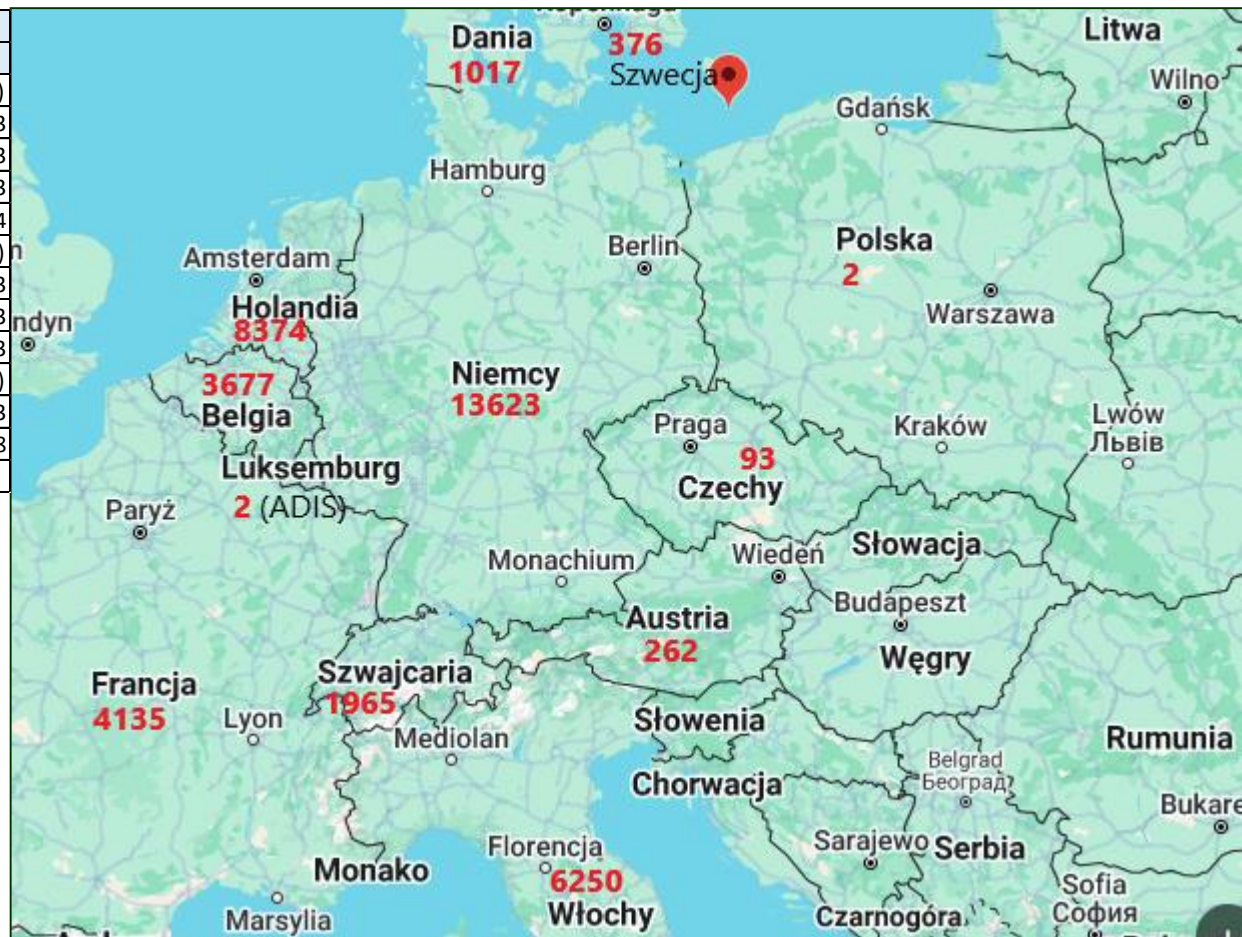 Dania
1017
376
Szwecja
Litwa
Wilno
Gdańsk
Hamburg
Amsterdam
Berlin
Polska
2
Warszawa
Holandia
8374
ndyn
3677
Belgia
Niemcy
13623
Praga
93
Czechy
Kraków
Lwów
Львів
Luksemburg
2 (ADIS)
Paryż
Monachium
Wiedeń
Słowacja
Budapeszt
Austria
262
Węgry
Francja
4135
Szwajcaria
1965
Lyon
Mediolan
Słowenia
Chorwacja
Rumunia
Belgrad
Београд
Bukare
Florencja
6250
Włochy
Monako
Marsylia
Sarajewo
Serbia
Czarnogóra
Sofia
София